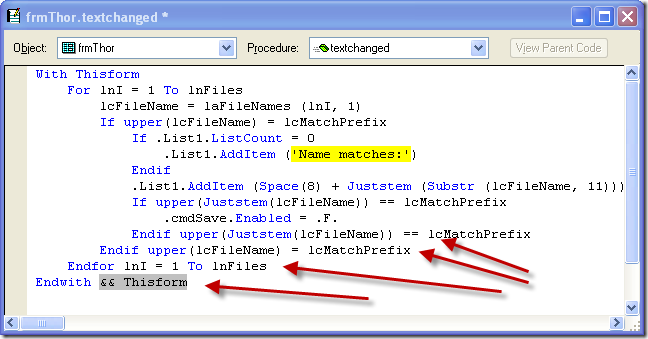 frmThor.textchanged *
Object: frmThor Procedure: textchanged View Parent Code
With Thisform
For lnI = 1 To lnFiles
lcFileName = laFileNames (lnI, 1)
If upper(lcFileName) = lcMatchPrefix
If .List1.ListCount = 0
.List1.AddItem ('Name matches:')
Endif
.List1.AddItem (Space(8) + Juststem (Substr (lcFileName, 11)))
If upper(Juststem(lcFileName)) == lcMatchPrefix
.cmdSave.Enabled = .F.
Endif upper(Juststem(lcFileName)) == lcMatchPrefix
Endif upper(lcFileName) = lcMatchPrefix
Endfor lnI = 1 To lnFiles
Endwith && Thisform